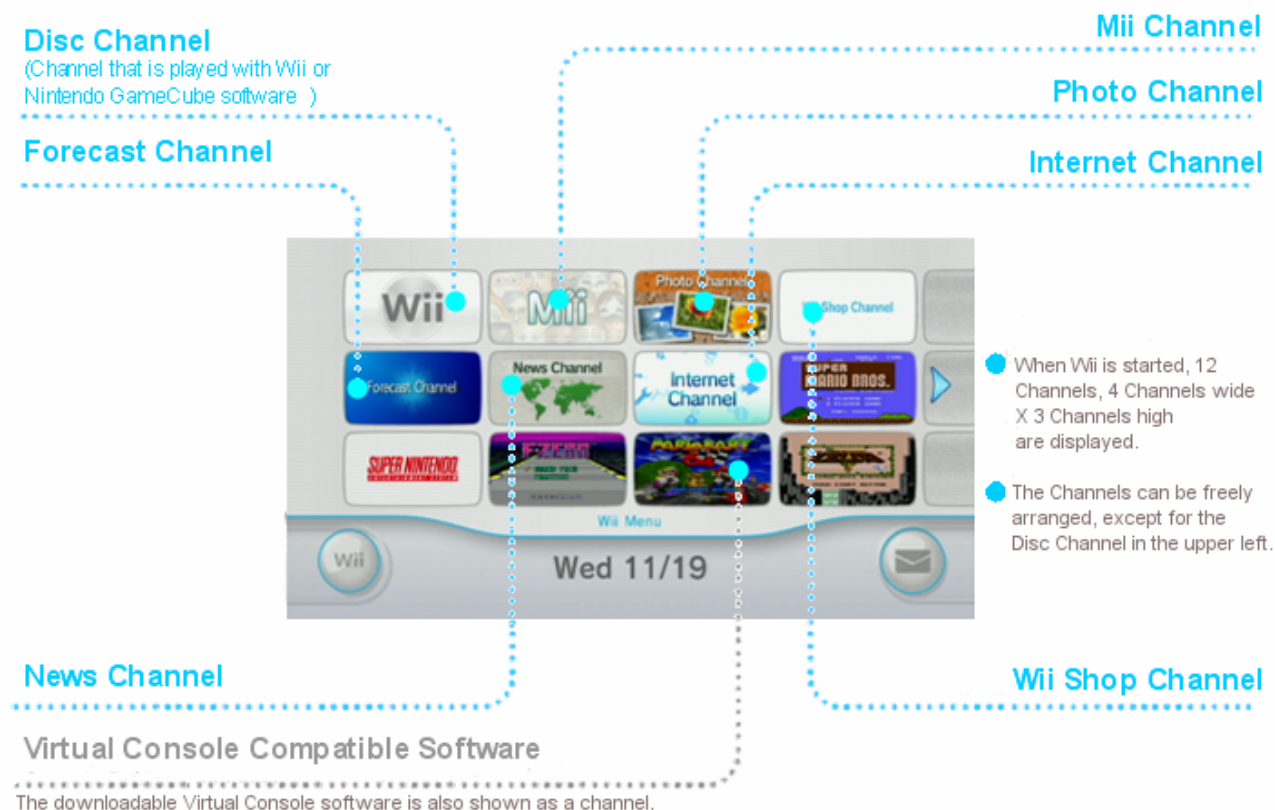 Disc Channel
(Channel that is played with Wii or
Nintendo GameCube software )
Forecast Channel
Mii Channel
Photo Channel
Internet Channel
Wii
Mii
Photo Channel
Shop Channel
Forecast Channel
News Channel
Internet
Channel
SUPER
MARIO BROS.
SUPER NINTENDO
ENTERTAINMENT SYSTEM
MARIOKART
64
Wii Menu
Wii
Wed 11/19
When Wii is started, 12
Channels, 4 Channels wide
X 3 Channels high
are displayed.
The Channels can be freely
arranged, except for the
Disc Channel in the upper left.
News Channel
Wii Shop Channel
Virtual Console Compatible Software
The downloadable Virtual Console software is also shown as a channel.